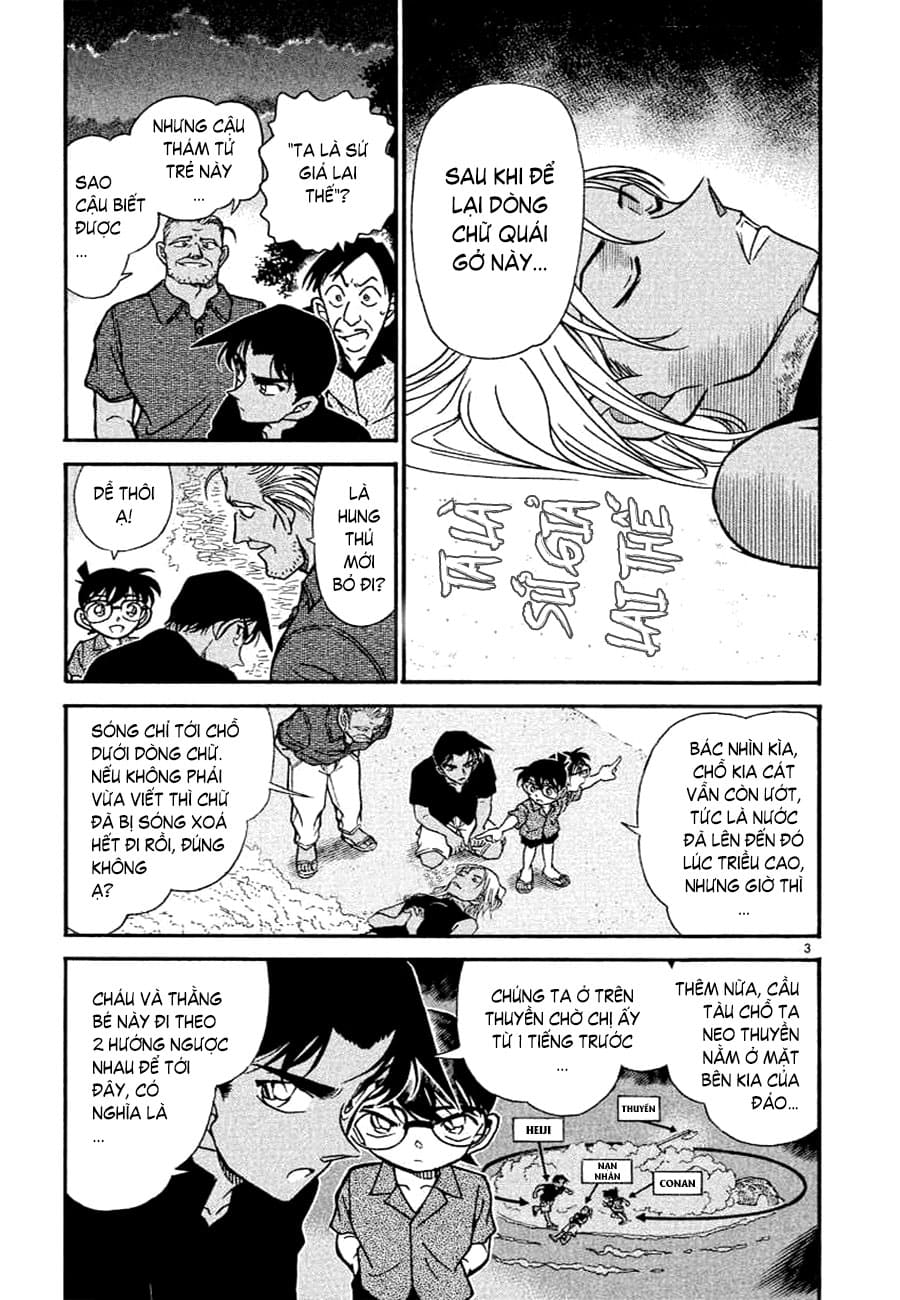 SAU KHI ĐỂ
LẠI DÒNG
CHỮ QUÁI
GỞ NÀY...
TA LÀ
SỨ GIẢ
LAI THẾ
"TA LÀ SỨ
GIẢ LAI
THẾ"?
NHƯNG CẬU
THÁM TỬ
TRẺ NÀY
...
SAO
CẬU BIẾT
ĐƯỢC
...
LÀ
HUNG
THỦ
MỚI
BỎ ĐI?
DỄ THÔI
Ạ!
BÁC NHÌN KÌA,
CHỖ KIA CÁT
VẪN CÒN ƯỚT,
TỨC LÀ NƯỚC
ĐÃ LÊN ĐẾN ĐÓ
LÚC TRIỀU CAO,
NHƯNG GIỜ THÌ
...
SÓNG CHỈ TỚI CHỖ
DƯỚI DÒNG CHỮ.
NẾU KHÔNG PHẢI
VỪA VIẾT THÌ CHỮ
ĐÃ BỊ SÓNG XOÁ
HẾT ĐI RỒI, ĐÚNG
KHÔNG
Ạ?
3
THÊM NỮA, CẦU
TÀU CHỖ TA
NEO THUYỀN
NẰM Ở MẶT
BÊN KIA CỦA
ĐẢO...
CHÚNG TA Ở TRÊN
THUYỀN CHỜ CHỊ ẤY
TỪ 1 TIẾNG TRƯỚC
...
THUYỀN
HEIJI
NẠN
NHÂN
CONAN
CHÁU VÀ THẰNG
BÉ NÀY ĐI THEO
2 HƯỚNG NGƯỢC
NHAU ĐỂ TỚI
ĐÂY, CÓ
NGHĨA LÀ
...